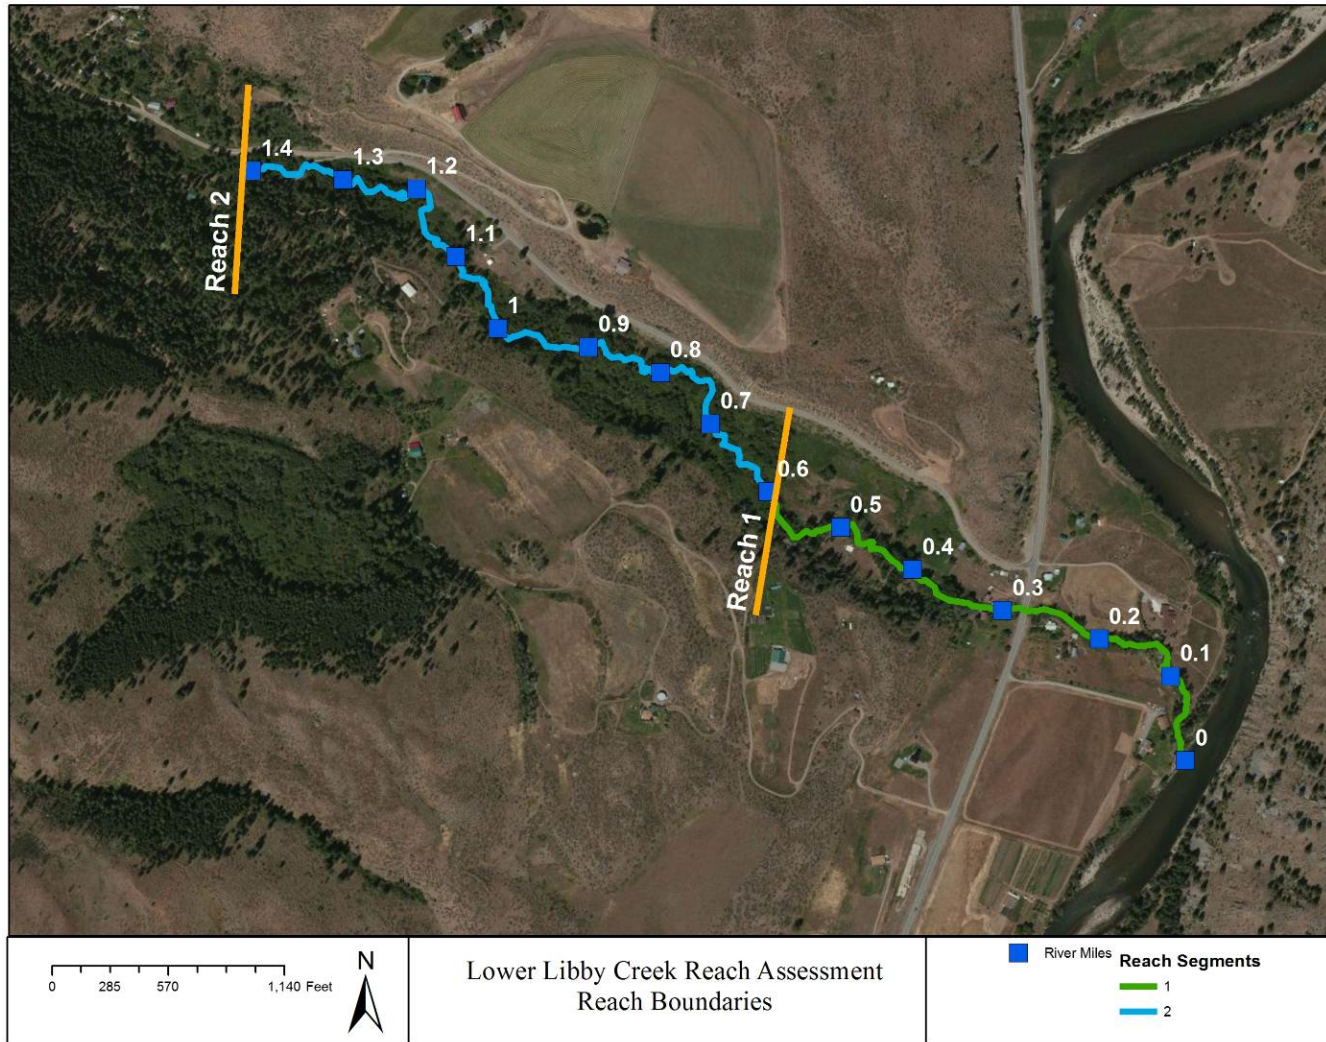 1.4
1.3
1.2
Reach 2
1.1
1
0.9
0.8
0.7
0.6
Reach 1
0.5
0.4
0.3
0.2
0.1
0
0 285 570 1,140 Feet
N
Lower Libby Creek Reach Assessment
Reach Boundaries
River Miles
Reach Segments
1
2